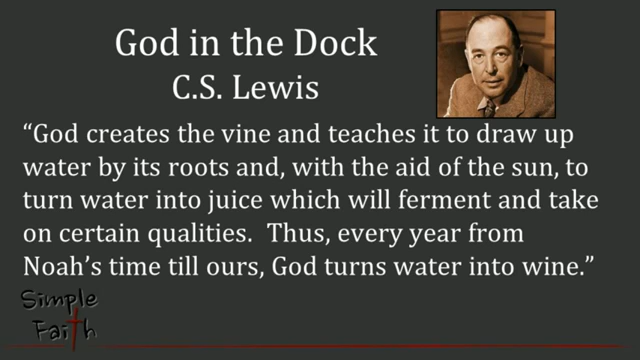 God in the Dock
C.S. Lewis
“God creates the vine and teaches it to draw up
water by its roots and, with the aid of the sun, to
turn water into juice which will ferment and take
on certain qualities.  Thus, every year from
Noah’s time till ours, God turns water into wine.”
Simple
Faith